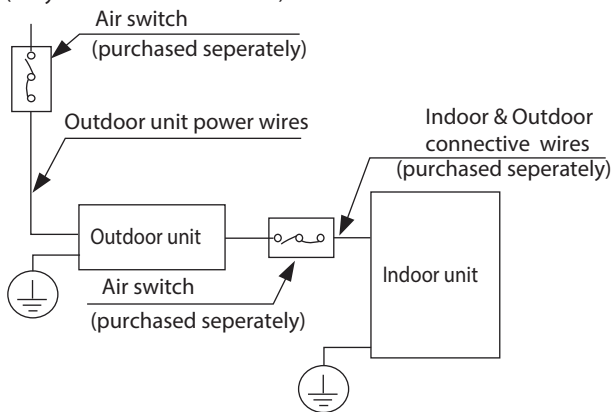 Air switch
(purchased seperately)
Outdoor unit power wires
Indoor & Outdoor
connective wires
(purchased seperately)
Outdoor unit
Indoor unit
Air switch
(purchased seperately)